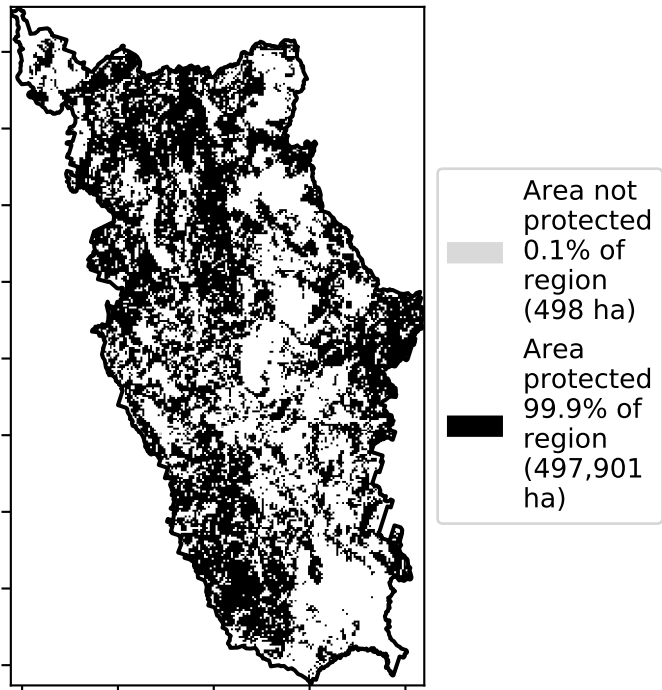 Area not
protected
0.1% of
region
(498 ha)
Area
protected
99.9% of
region
(497,901
ha)